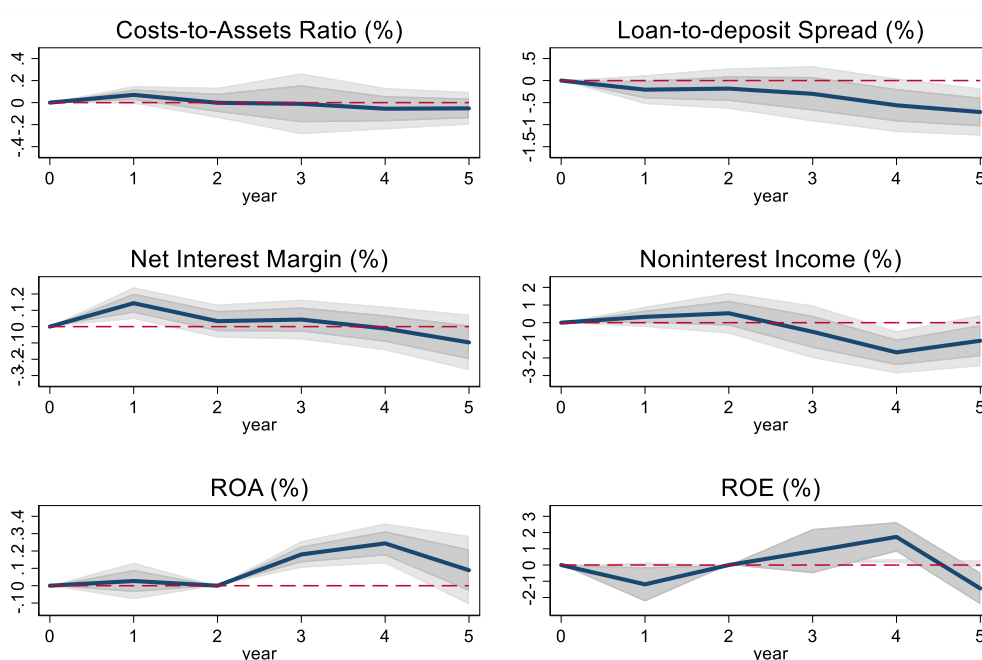 Costs-to-Assets Ratio (%)
-.4 -.2 0 .2 .4
0 1 2 3 4 5
year
Loan-to-deposit Spread (%)
-1.5 -1 -.5 0 .5
0 1 2 3 4 5
year
Net Interest Margin (%)
-.3 -.2 -.1 0 .1 .2
0 1 2 3 4 5
year
Noninterest Income (%)
-3 -2 -1 0 1 2
0 1 2 3 4 5
year
ROA (%)
-.1 0 .1 .2 .3 .4
0 1 2 3 4 5
year
ROE (%)
-2 -1 0 1 2 3
0 1 2 3 4 5
year